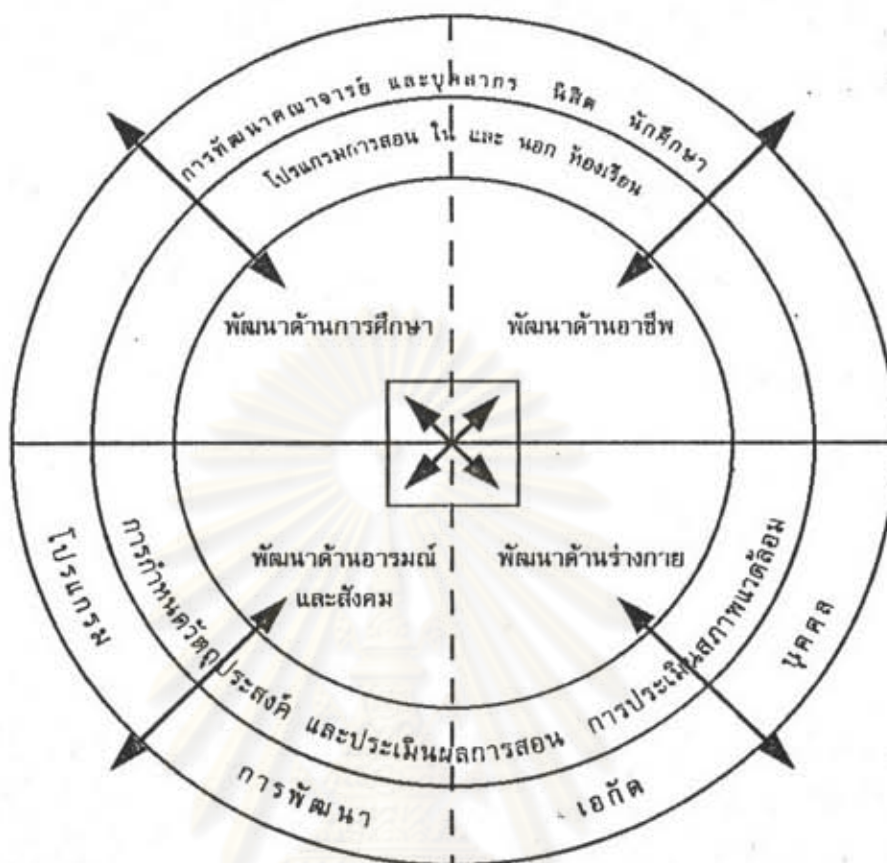 การพัฒนาคณาจารย์ และบุคลากร นิสิต นักศึกษา
โปรแกรมการสอน ใน และ นอก ห้องเรียน
พัฒนาด้านการศึกษา
พัฒนาด้านอาชีพ
พัฒนาด้านอารมณ์
และสังคม
พัฒนาด้านร่างกาย
การกำหนดวัตถุประสงค์ และประเมินผลการสอน การประเมินสภาพแวดล้อม
การพัฒนา
โปรแกรม
เอกัต
บุคคล